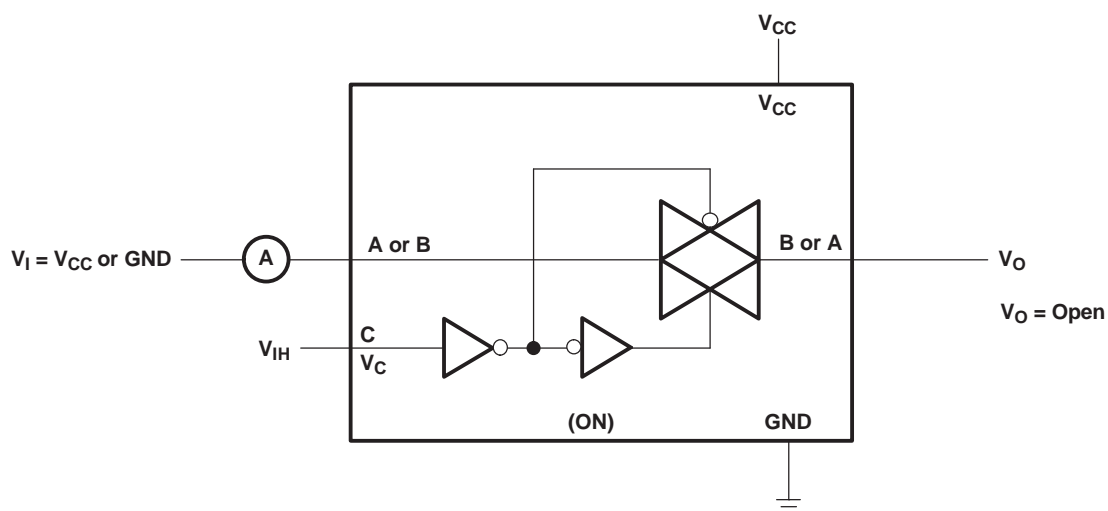 VCC
VCC
VI = VCC or GND
A
A or B
B or A
VO
VO = Open
VIH
C
VC
(ON)
GND